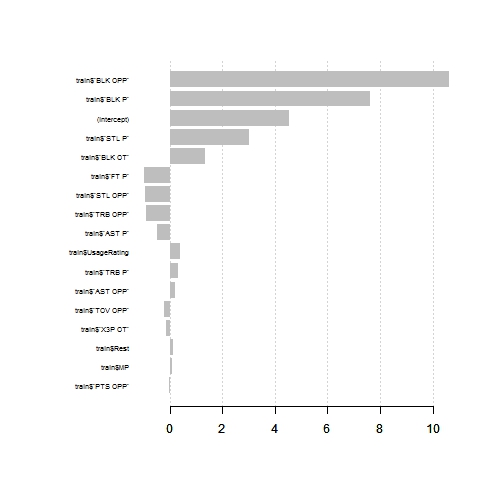 train$`BLK OPP`
train$`BLK P`
(Intercept)
train$`STL P`
train$`BLK OT`
train$`FT P`
train$`STL OPP`
train$`TRB OPP`
train$`AST P`
train$UsageRating
train$`TRB P`
train$`AST OPP`
train$`TOV OPP`
train$`X3P OT`
train$Rest
train$MP
train$`PTS OPP`
0 2 4 6 8 10